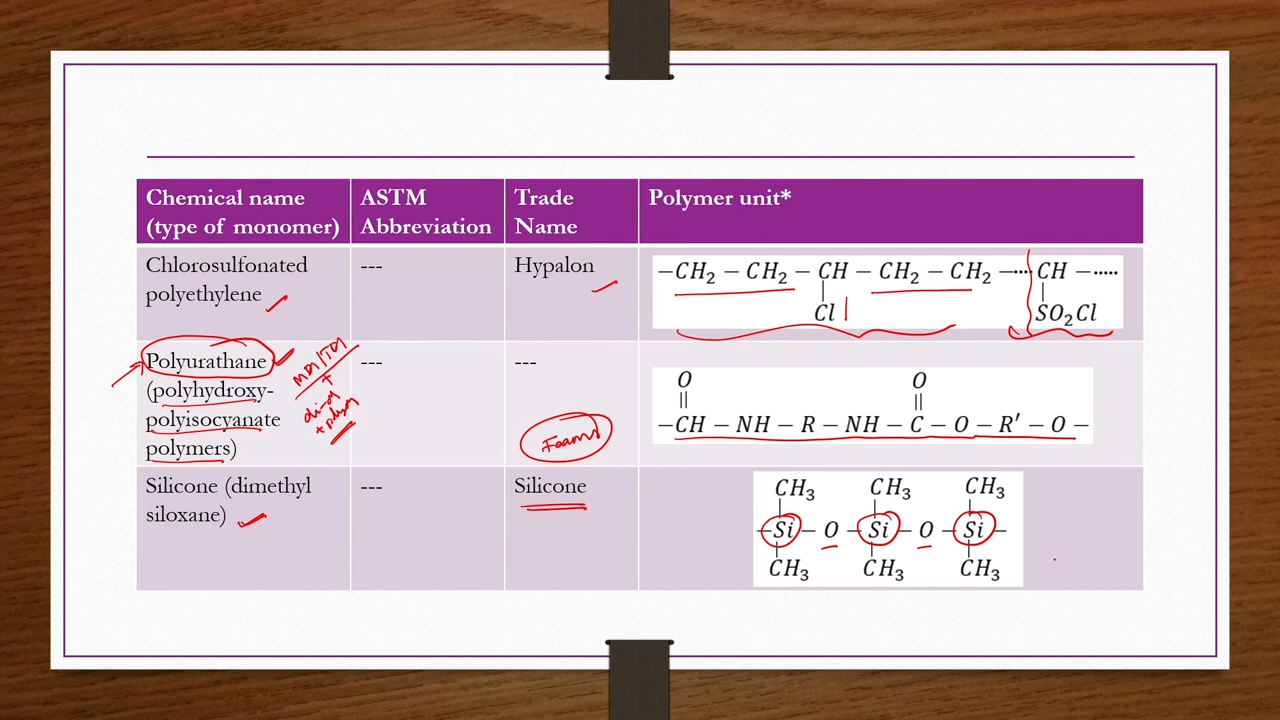 Chemical name
(type of monomer)
ASTM
Abbreviation
Trade
Name
Polymer unit*
Chlorosulfonated
polyethylene
---
Hypalon
−CH₂ − CH₂ − CH − CH₂ − CH₂ −···· CH −·····
Cl
SO₂Cl
Polyurathane
(polyhydroxy-
polyisocyanate
polymers)
MDI/TDI
+
---
---
Foams
O
O
||
||
−CH − NH − R − NH − C − O − R′ − O −
Silicone (dimethyl
siloxane)
---
Silicone
CH₃
CH₃
CH₃
−Si − O − Si − O − Si −
CH₃
CH₃
CH₃